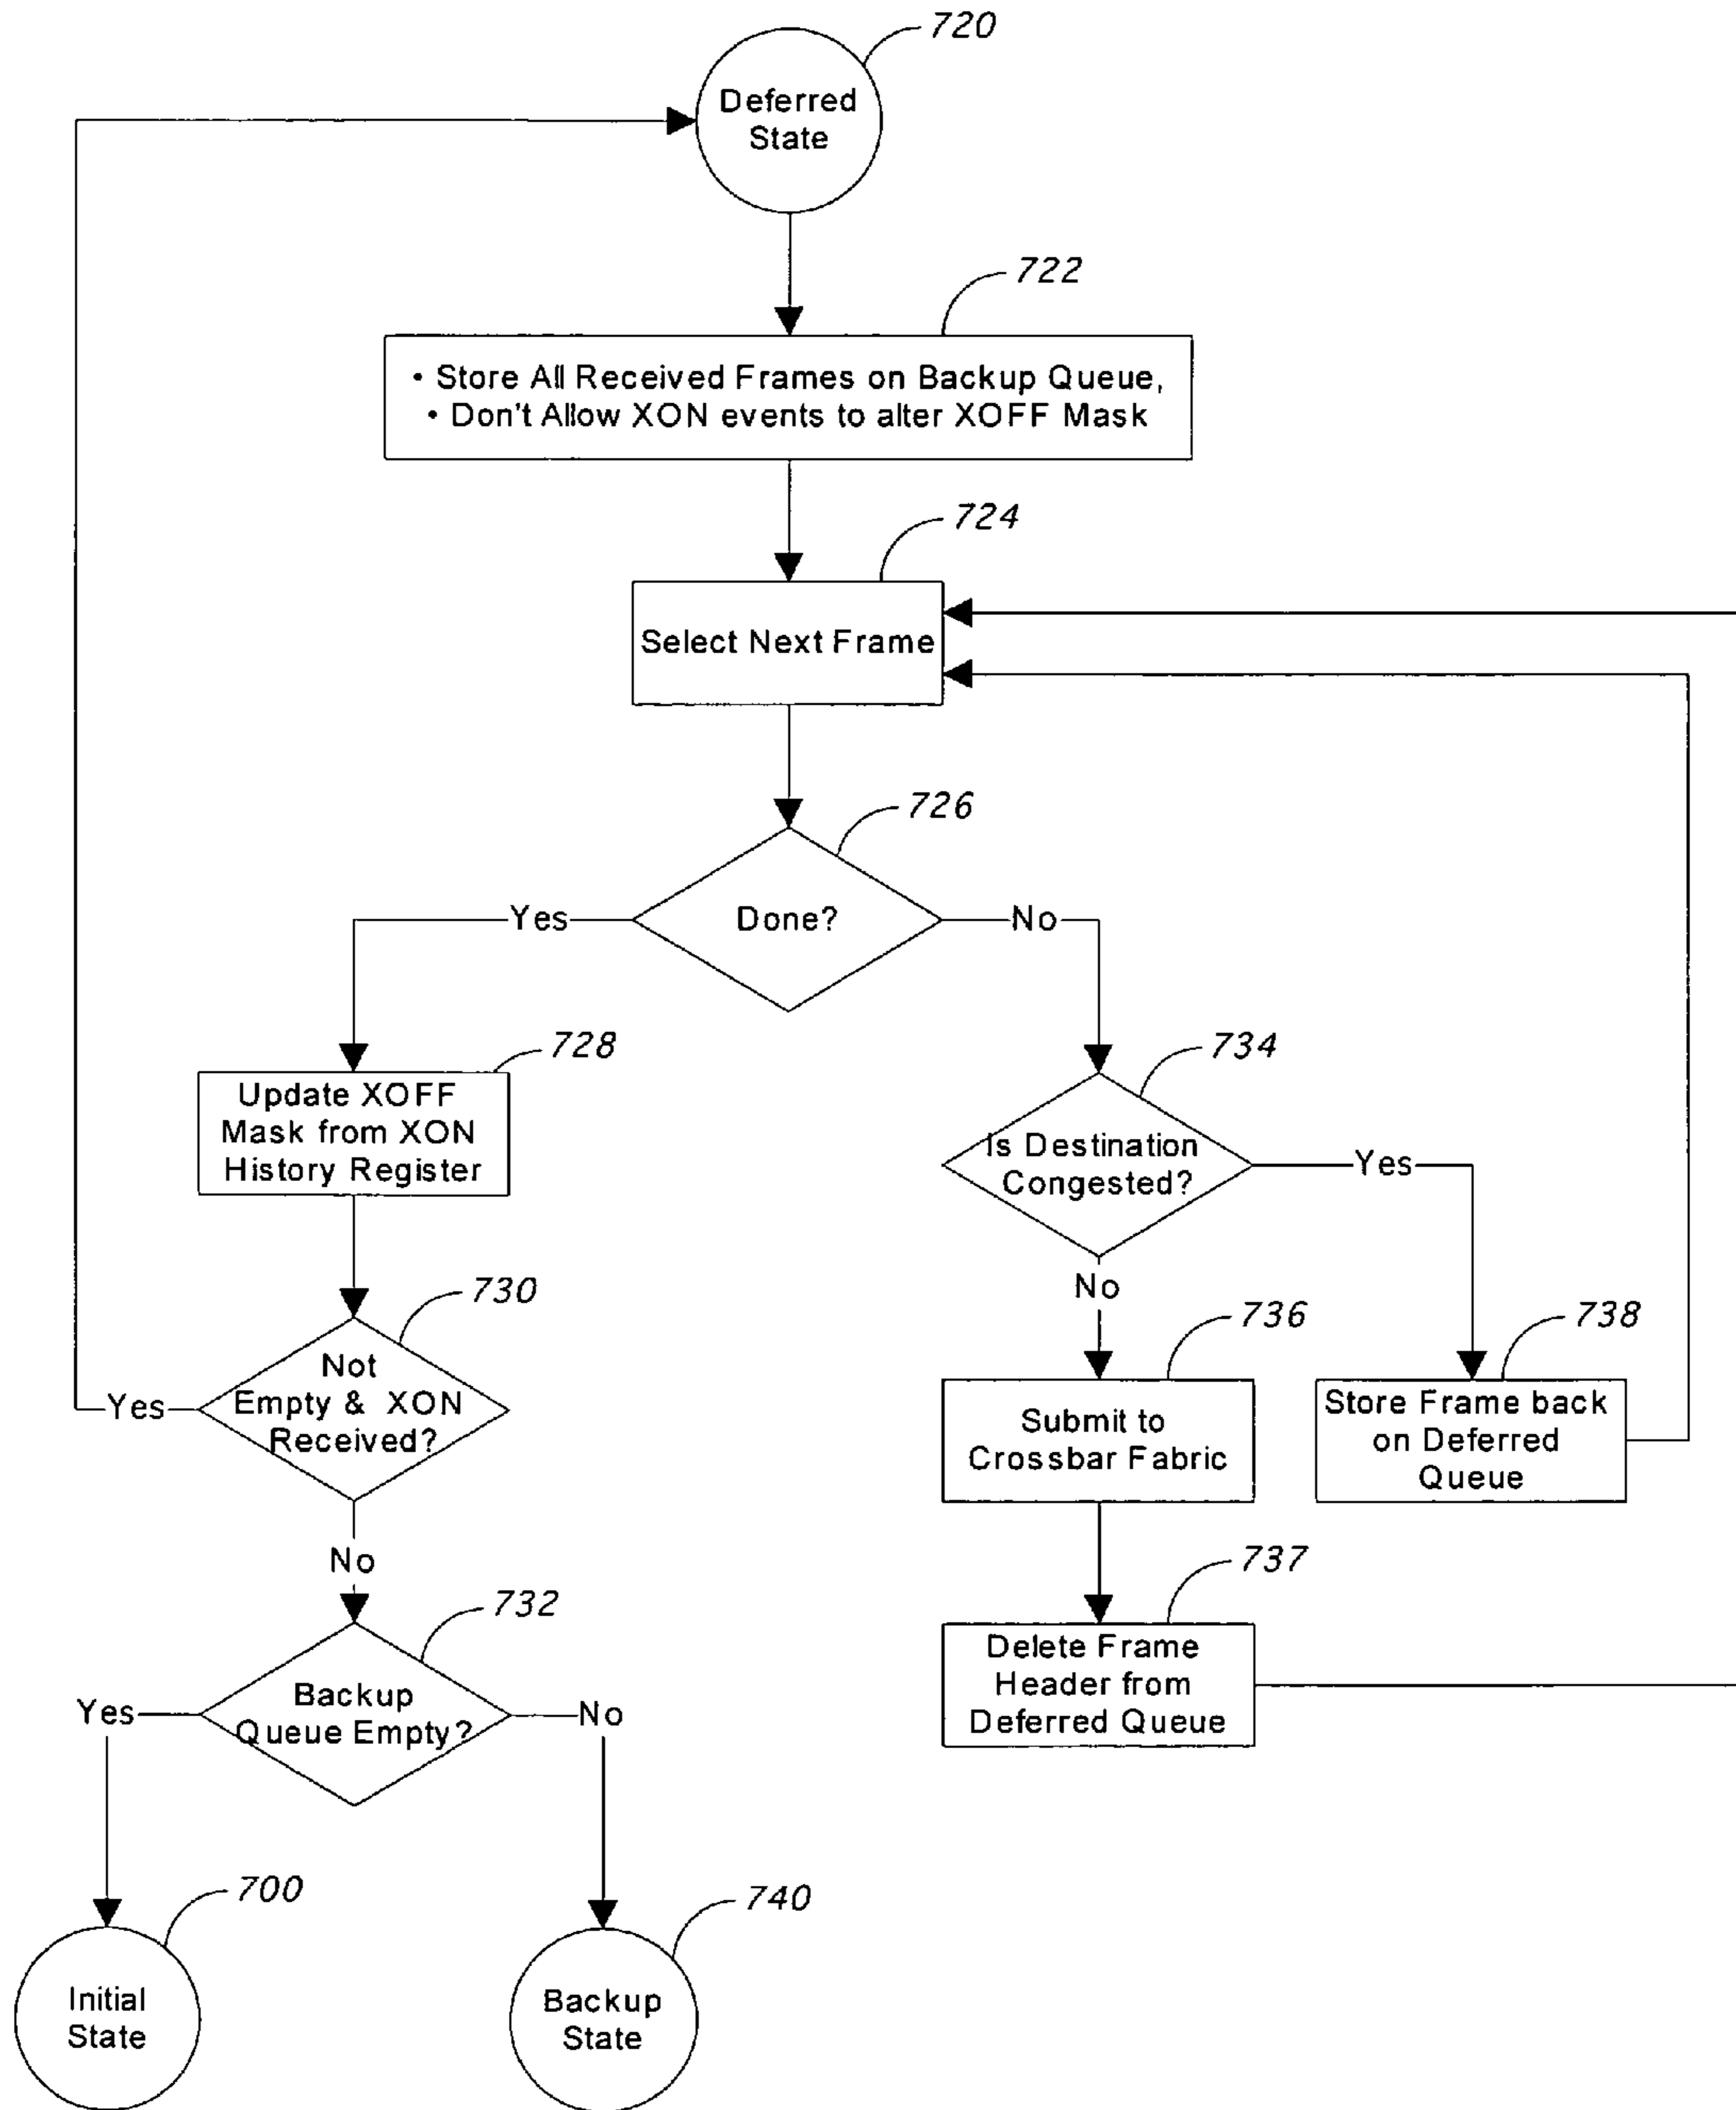 720
Deferred
State
722
• Store All Received Frames on Backup Queue,
• Don't Allow XON events to alter XOFF Mask
724
Select Next Frame
726
Done?
Yes
No
728
Update XOFF
Mask from XON
History Register
734
Is Destination
Congested?
Yes
No
730
Not
Empty & XON
Received?
Yes
No
736
Submit to
Crossbar Fabric
738
Store Frame back
on Deferred
Queue
737
Delete Frame
Header from
Deferred Queue
732
Backup
Queue Empty?
Yes
No
700
Initial
State
740
Backup
State